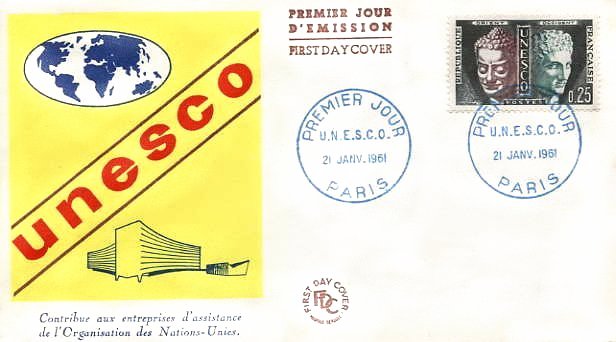 PREMIER JOUR
D'EMISSION
FIRST DAY COVER
ORIENT
OCCIDENT
REPUBLIQUE
UNESCO
FRANÇAISE
POSTES
0,25
PREMIER JOUR
U.N.E.S.C.O.
21 JANV. 1961
PARIS
PREMIER JOUR
U.N.E.S.C.O.
21 JANV. 1961
PARIS
unesco
FIRST DAY COVER
FDC
Contribue aux entreprises d'assistance
de l'Organisation des Nations-Unies.